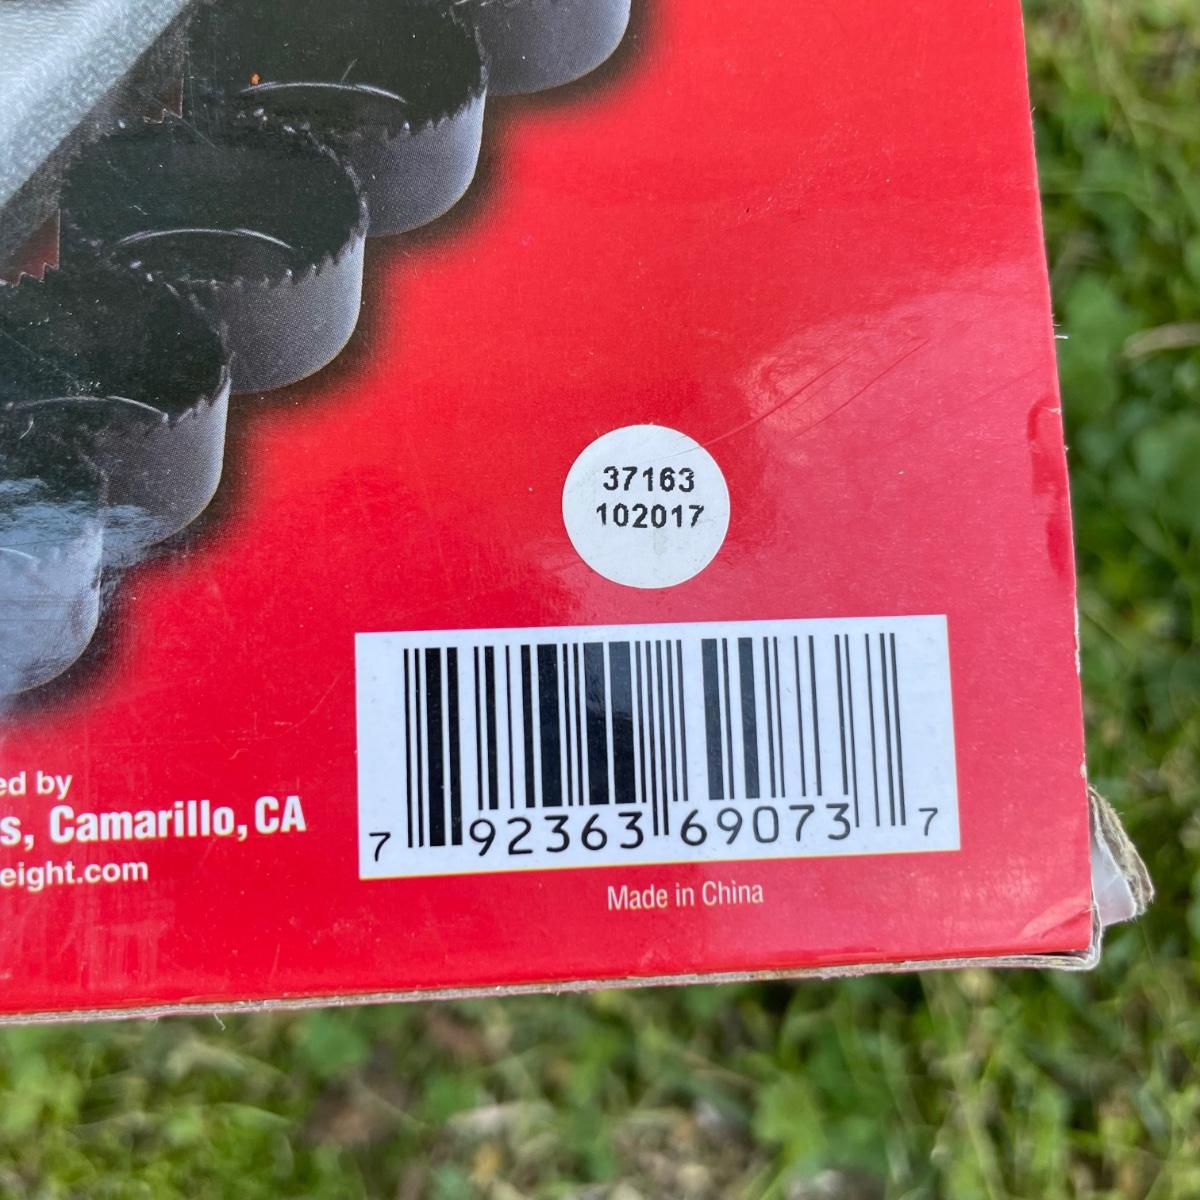 37163
102017
ed by
s, Camarillo, CA
eight.com
7 92363 69073 7
Made in China